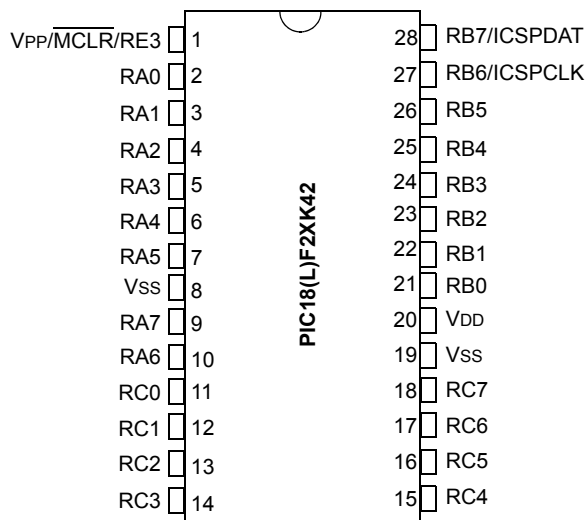 VPP/MCLR/RE3 1 28 RB7/ICSPDAT
RA0 2 27 RB6/ICSPCLK
RA1 3 26 RB5
RA2 4 25 RB4
RA3 5 24 RB3
RA4 6 23 RB2
RA5 7 22 RB1
VSS 8 21 RB0
RA7 9 20 VDD
RA6 10 19 VSS
RC0 11 18 RC7
RC1 12 17 RC6
RC2 13 16 RC5
RC3 14 15 RC4
PIC18(L)F2XK42